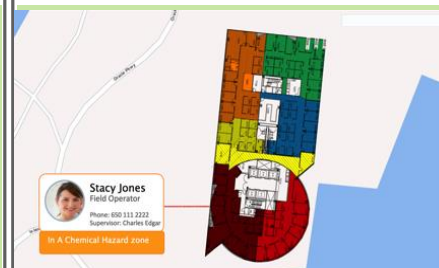 Stacy Jones
Field Operator
Phone: 650 111 2222
Supervisor: Charles Edgar
In A Chemical Hazard zone